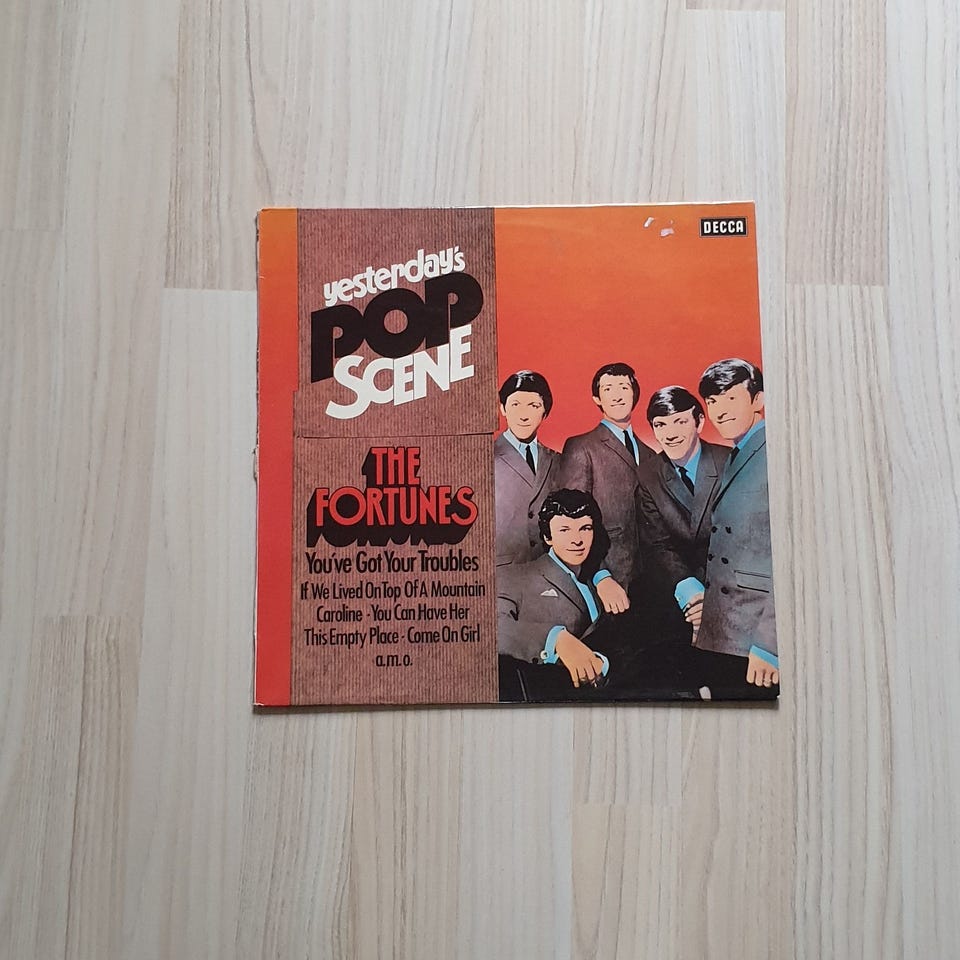 yesterday's
POP
SCENE
DECCA
THE
FORTUNES
You've Got Your Troubles
If We Lived On Top Of A Mountain
Caroline · You Can Have Her
This Empty Place · Come On Girl
a.m.o.